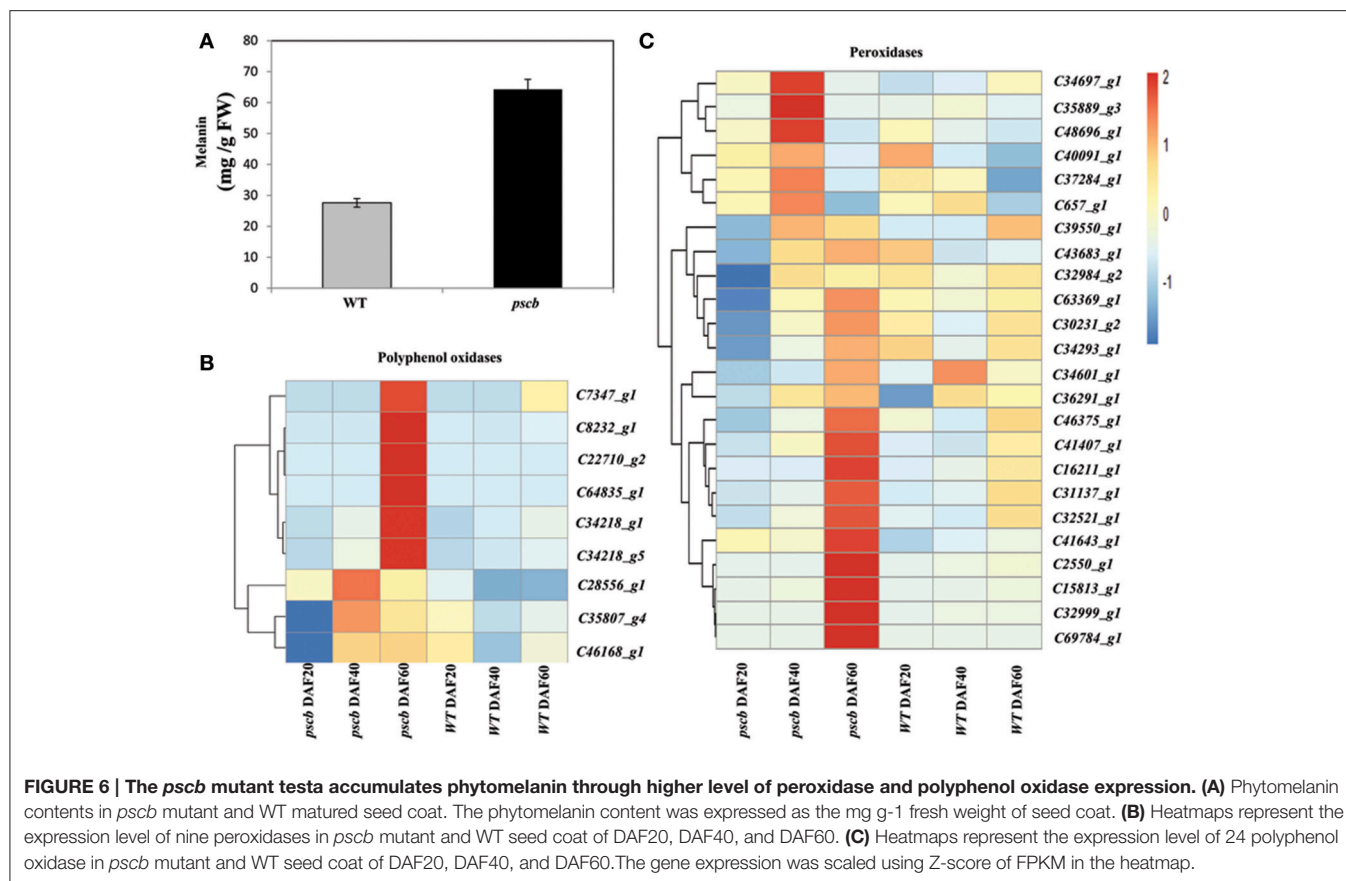 A
80
70
60
50
40
30
20
10
0
Melanin
(mg /g FW)
WT
pscb
B
Polyphenol oxidases
C7347_g1
C8232_g1
C22710_g2
C64835_g1
C34218_g1
C34218_g5
C28556_g1
C35807_g4
C46168_g1
pscb DAF20
pscb DAF40
pscb DAF60
WT DAF20
WT DAF40
WT DAF60
C
Peroxidases
C34697_g1
C35889_g3
C48696_g1
C40091_g1
C37284_g1
C657_g1
C39550_g1
C43683_g1
C32984_g2
C63369_g1
C30231_g2
C34293_g1
C34601_g1
C36291_g1
C46375_g1
C41407_g1
C16211_g1
C31137_g1
C32521_g1
C41643_g1
C2550_g1
C15813_g1
C32999_g1
C69784_g1
pscb DAF20
pscb DAF40
pscb DAF60
WT DAF20
WT DAF40
WT DAF60
2
1
0
-1
FIGURE 6 | The pscb mutant testa accumulates phytomelanin through higher level of peroxidase and polyphenol oxidase expression. (A) Phytomelanin
contents in pscb mutant and WT matured seed coat. The phytomelanin content was expressed as the mg g-1 fresh weight of seed coat. (B) Heatmaps represent the
expression level of nine peroxidases in pscb mutant and WT seed coat of DAF20, DAF40, and DAF60. (C) Heatmaps represent the expression level of 24 polyphenol
oxidase in pscb mutant and WT seed coat of DAF20, DAF40, and DAF60.The gene expression was scaled using Z-score of FPKM in the heatmap.